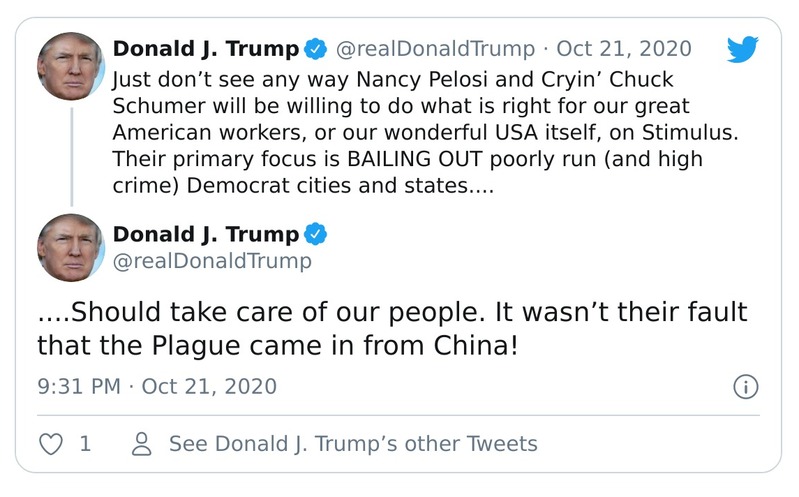 Donald J. Trump @realDonaldTrump · Oct 21, 2020
Just don’t see any way Nancy Pelosi and Cryin’ Chuck
Schumer will be willing to do what is right for our great
American workers, or our wonderful USA itself, on Stimulus.
Their primary focus is BAILING OUT poorly run (and high
crime) Democrat cities and states....
Donald J. Trump
@realDonaldTrump
....Should take care of our people. It wasn’t their fault
that the Plague came in from China!
9:31 PM · Oct 21, 2020
1 See Donald J. Trump’s other Tweets